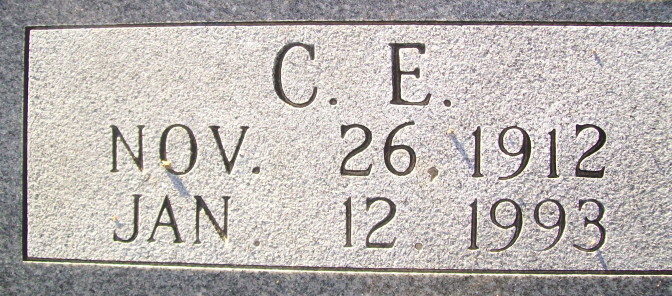 C. E.
NOV. 26, 1912
JAN. 12, 1993